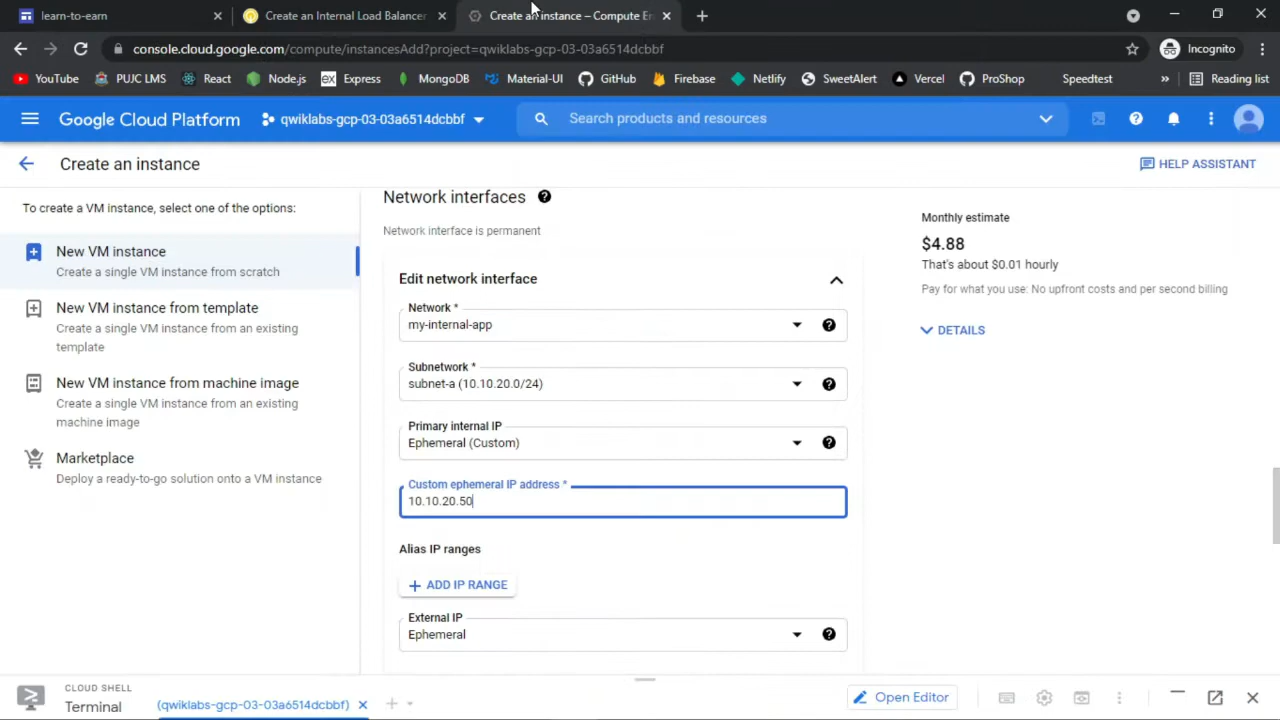 learn-to-earn
Create an Internal Load Balancer
Create an instance – Compute En
console.cloud.google.com/compute/instancesAdd?project=qwiklabs-gcp-03-03a6514dcbbf
Incognito
YouTube
PUJC LMS
React
Node.js
ex
Express
MongoDB
Material-UI
GitHub
Firebase
Netlify
SweetAlert
Vercel
ProShop
Speedtest
»
Reading list
Google Cloud Platform
qwiklabs-gcp-03-03a6514dcbbf
Search products and resources
Create an instance
HELP ASSISTANT
To create a VM instance, select one of the options:
New VM instance
Create a single VM instance from scratch
New VM instance from template
Create a single VM instance from an existing
template
New VM instance from machine image
Create a single VM instance from an existing
machine image
Marketplace
Deploy a ready-to-go solution onto a VM instance
Network interfaces
Network interface is permanent
Edit network interface
Network *
my-internal-app
Subnetwork *
subnet-a (10.10.20.0/24)
Primary internal IP
Ephemeral (Custom)
Custom ephemeral IP address *
10.10.20.50
Alias IP ranges
ADD IP RANGE
External IP
Ephemeral
Monthly estimate
$4.88
That's about $0.01 hourly
Pay for what you use: No upfront costs and per second billing
DETAILS
CLOUD SHELL
Terminal
(qwiklabs-gcp-03-03a6514dcbbf)
Open Editor